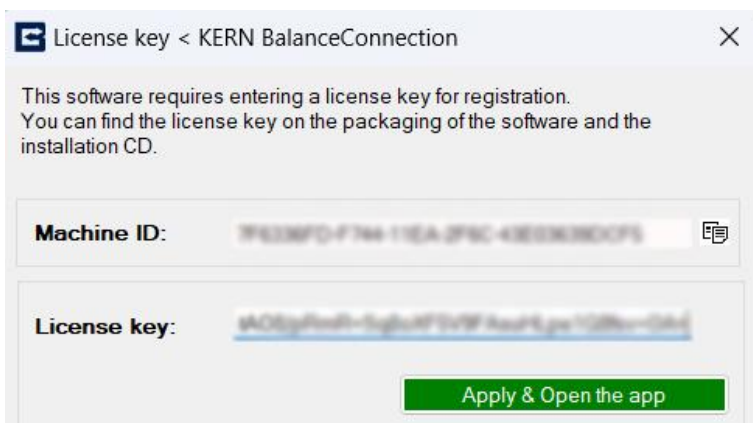 License key < KERN BalanceConnection
This software requires entering a license key for registration.
You can find the license key on the packaging of the software and the
installation CD.
Machine ID:
License key:
Apply & Open the app